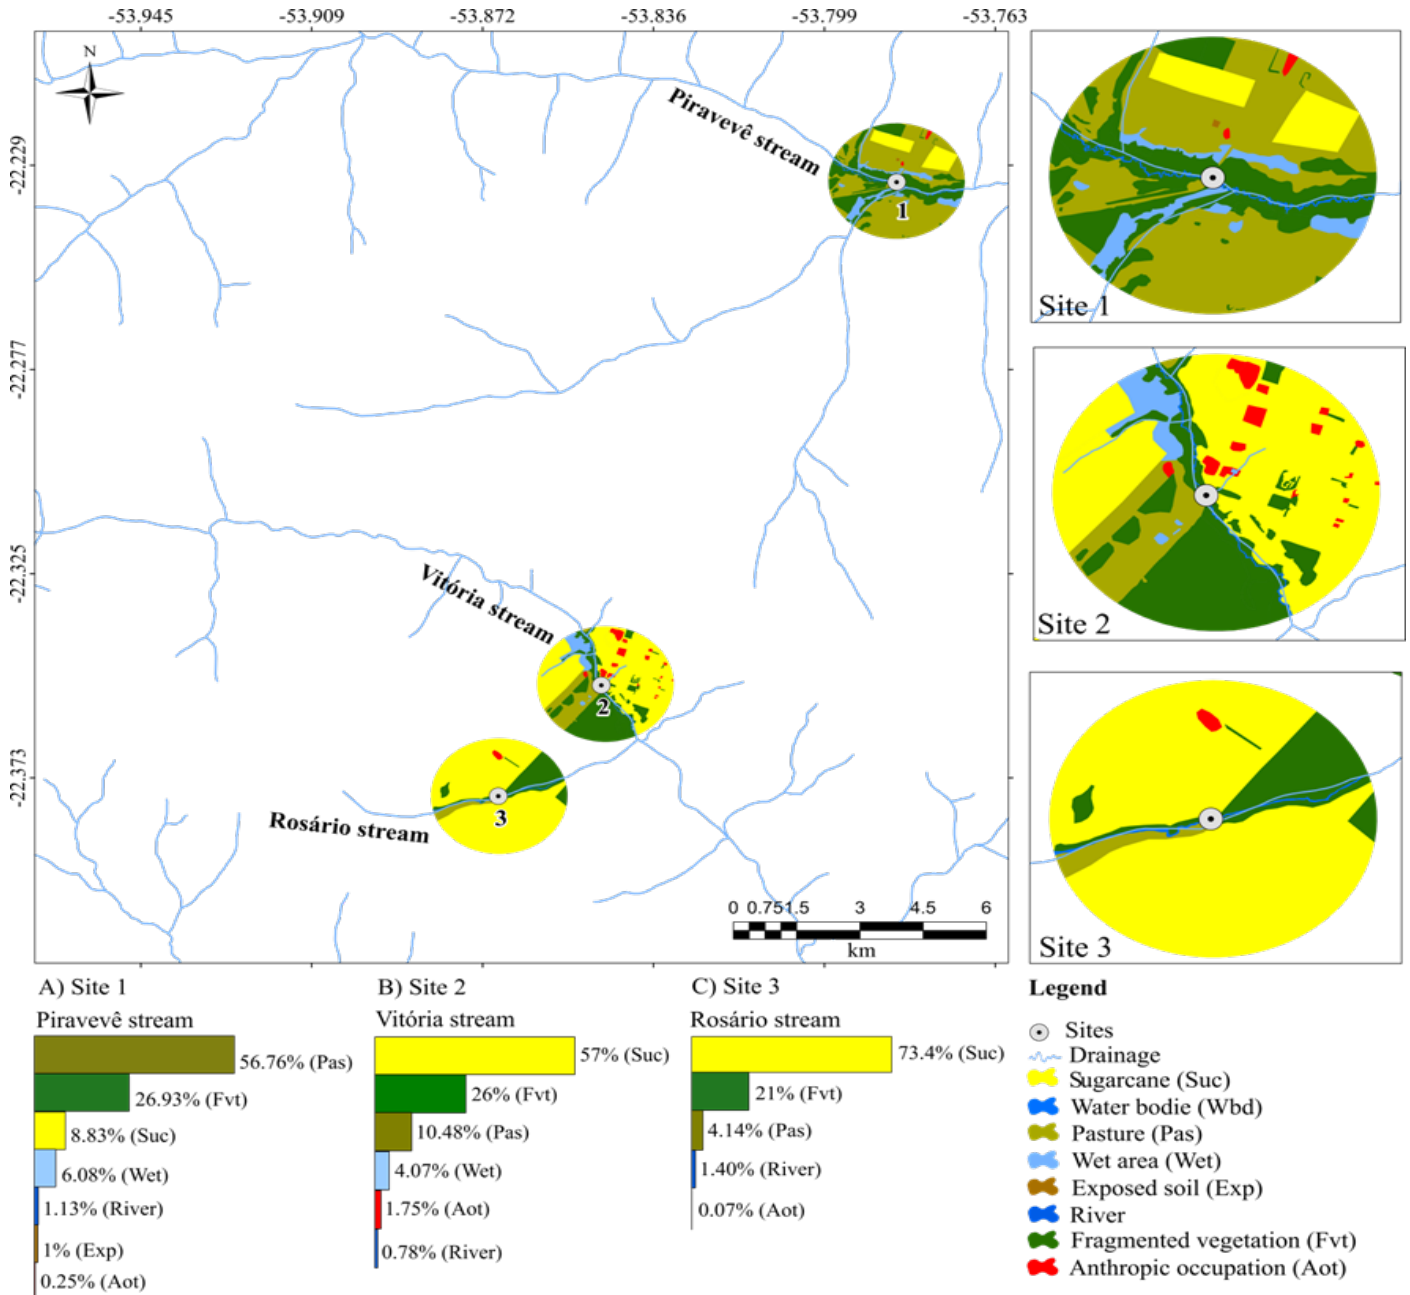 -53.945
-53.909
-53.872
-53.836
-53.799
-53.763
N
-22.229
-22.277
-22.325
-22.373
Piravevê stream
1
Vitória stream
2
Rosário stream
3
0 0.75 1.5 3 4.5 6
km
Site 1
Site 2
Site 3
A) Site 1
Piravevê stream
56.76% (Pas)
26.93% (Fvt)
8.83% (Suc)
6.08% (Wet)
1.13% (River)
1% (Exp)
0.25% (Aot)
B) Site 2
Vitória stream
57% (Suc)
26% (Fvt)
10.48% (Pas)
4.07% (Wet)
1.75% (Aot)
0.78% (River)
C) Site 3
Rosário stream
73.4% (Suc)
21% (Fvt)
4.14% (Pas)
1.40% (River)
0.07% (Aot)
Legend
Sites
Drainage
Sugarcane (Suc)
Water bodie (Wbd)
Pasture (Pas)
Wet area (Wet)
Exposed soil (Exp)
River
Fragmented vegetation (Fvt)
Anthropic occupation (Aot)